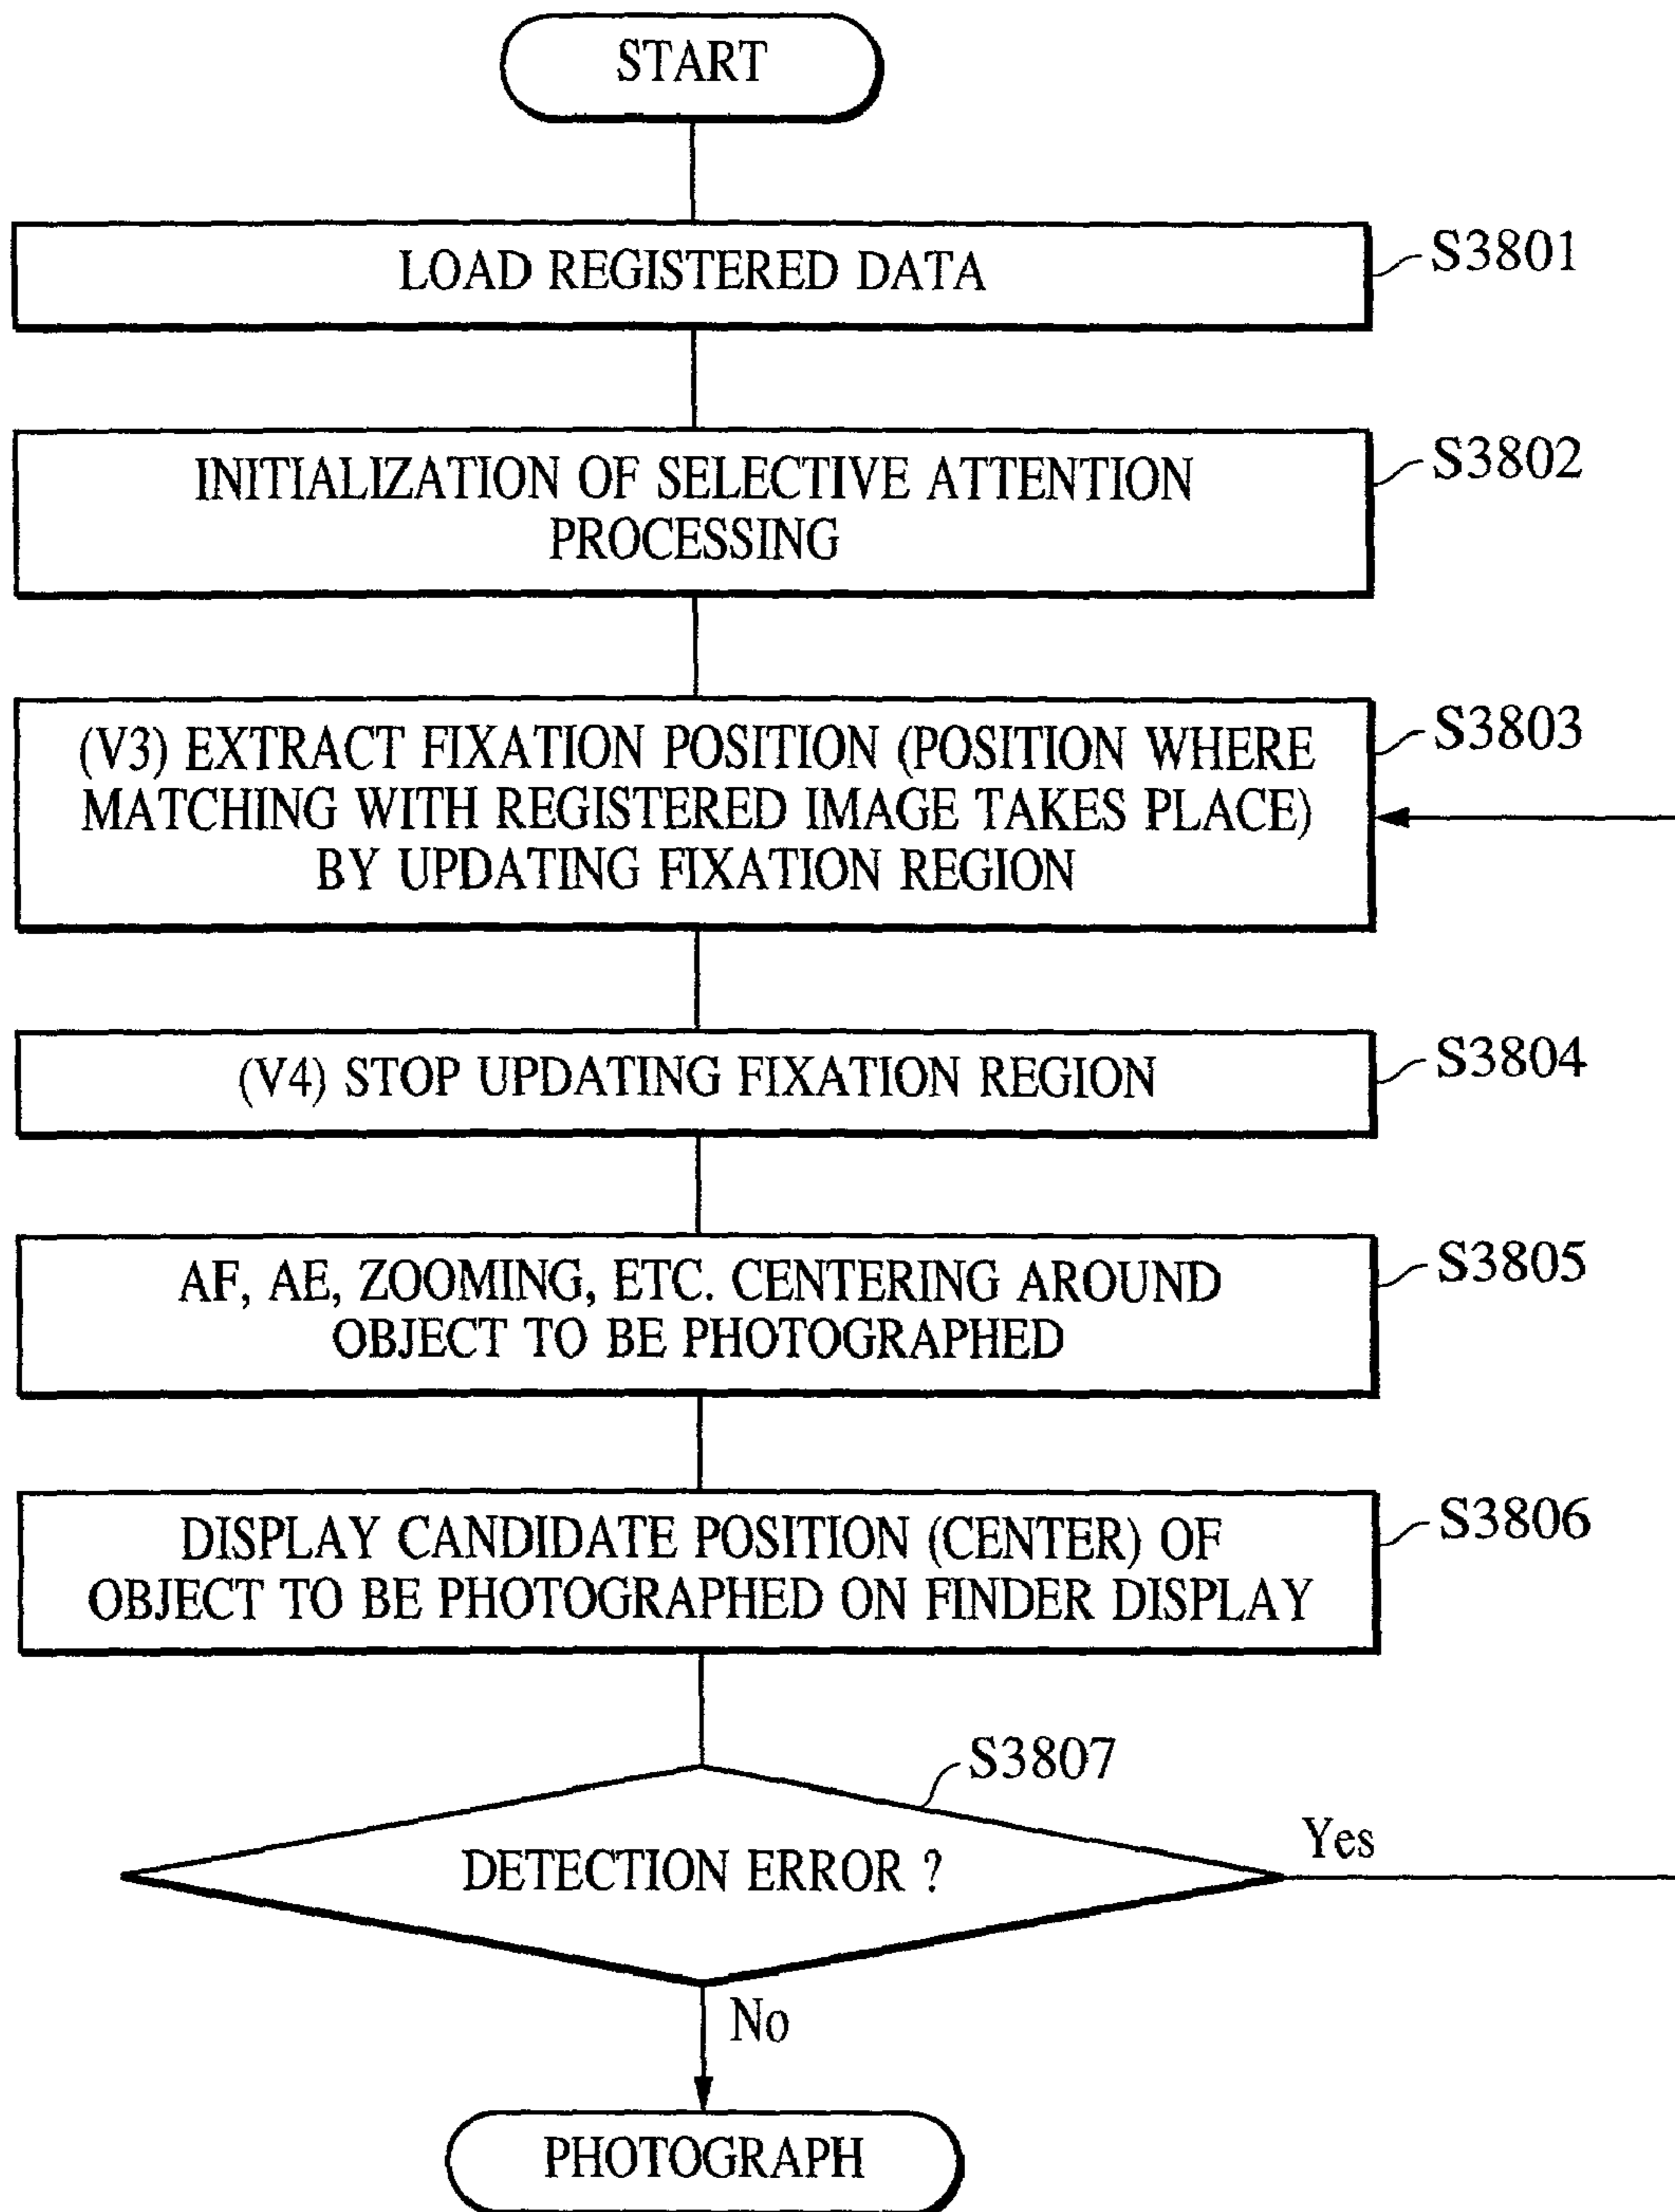 START
LOAD REGISTERED DATA
S3801
INITIALIZATION OF SELECTIVE ATTENTION
PROCESSING
S3802
(V3) EXTRACT FIXATION POSITION (POSITION WHERE
MATCHING WITH REGISTERED IMAGE TAKES PLACE)
BY UPDATING FIXATION REGION
S3803
(V4) STOP UPDATING FIXATION REGION
S3804
AF, AE, ZOOMING, ETC. CENTERING AROUND
OBJECT TO BE PHOTOGRAPHED
S3805
DISPLAY CANDIDATE POSITION (CENTER) OF
OBJECT TO BE PHOTOGRAPHED ON FINDER DISPLAY
S3806
S3807
DETECTION ERROR ?
Yes
No
PHOTOGRAPH